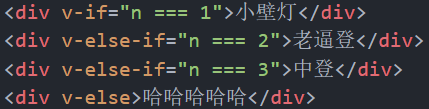 <div v-if="n === 1">小壁灯</div>
<div v-else-if="n === 2">老逼登</div>
<div v-else-if="n === 3">中登</div>
<div v-else>哈哈哈哈哈</div>